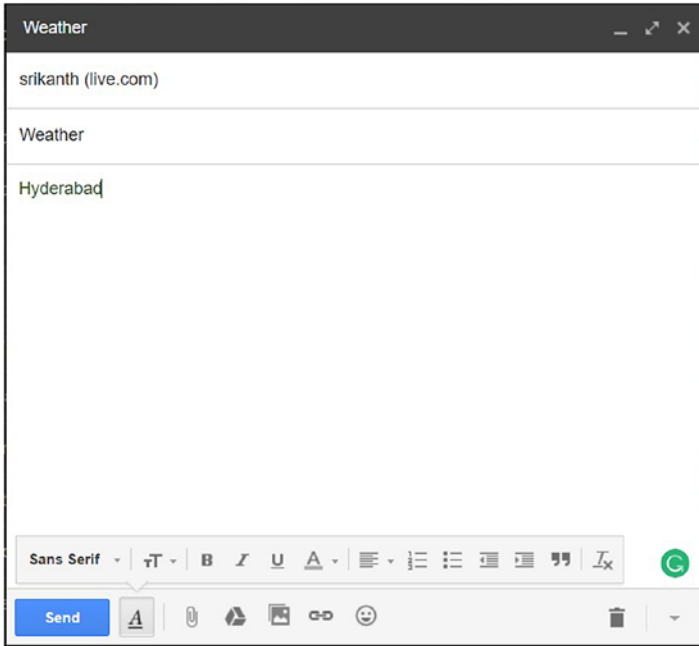 Weather
srikanth (live.com)
Weather
Hyderabad
Sans Serif
Send